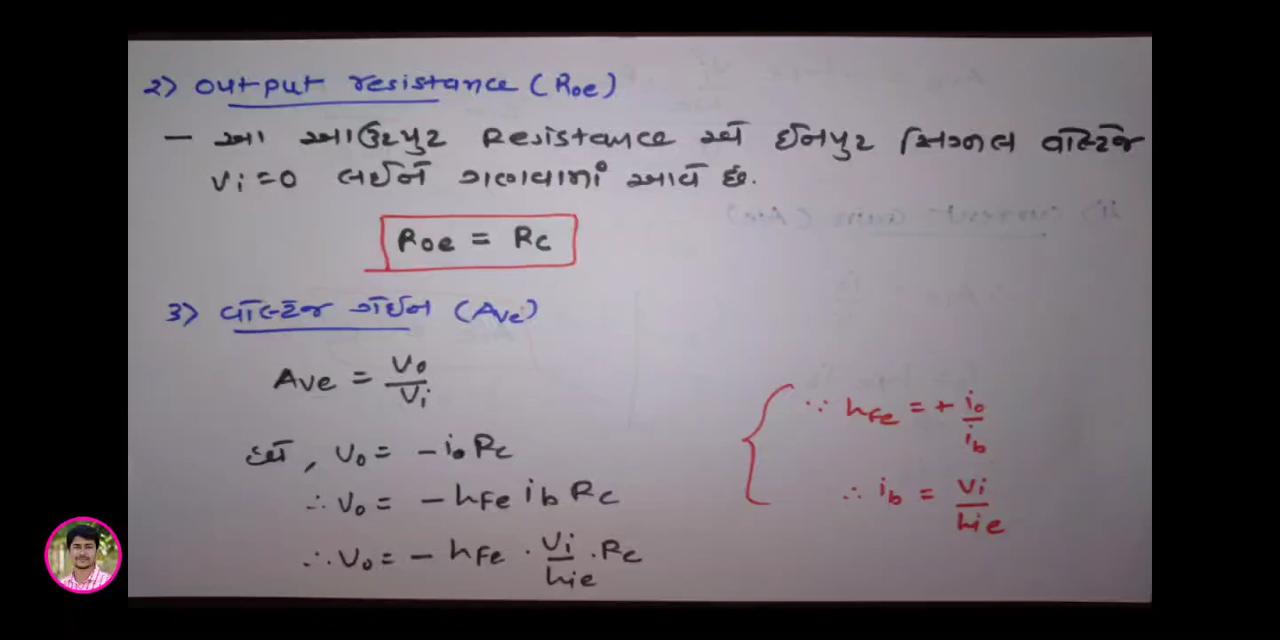 2) Output resistance (Roe)
– આ આઉટપુટ Resistance એ ઈનપુટ સિગ્નલ વોલ્ટેજ
Vi = 0 લઈને ગણવામાં આવે છે.
Roe = Rc
3) વોલ્ટેજ ગેઈન (Ave)
Ave = Vo/Vi
હવે, Vo = – io Rc
∴ Vo = – hfe ib Rc
∴ Vo = – hfe · Vi/hie · Rc
∵ hfe = + io/ib
∴ ib = Vi/hie